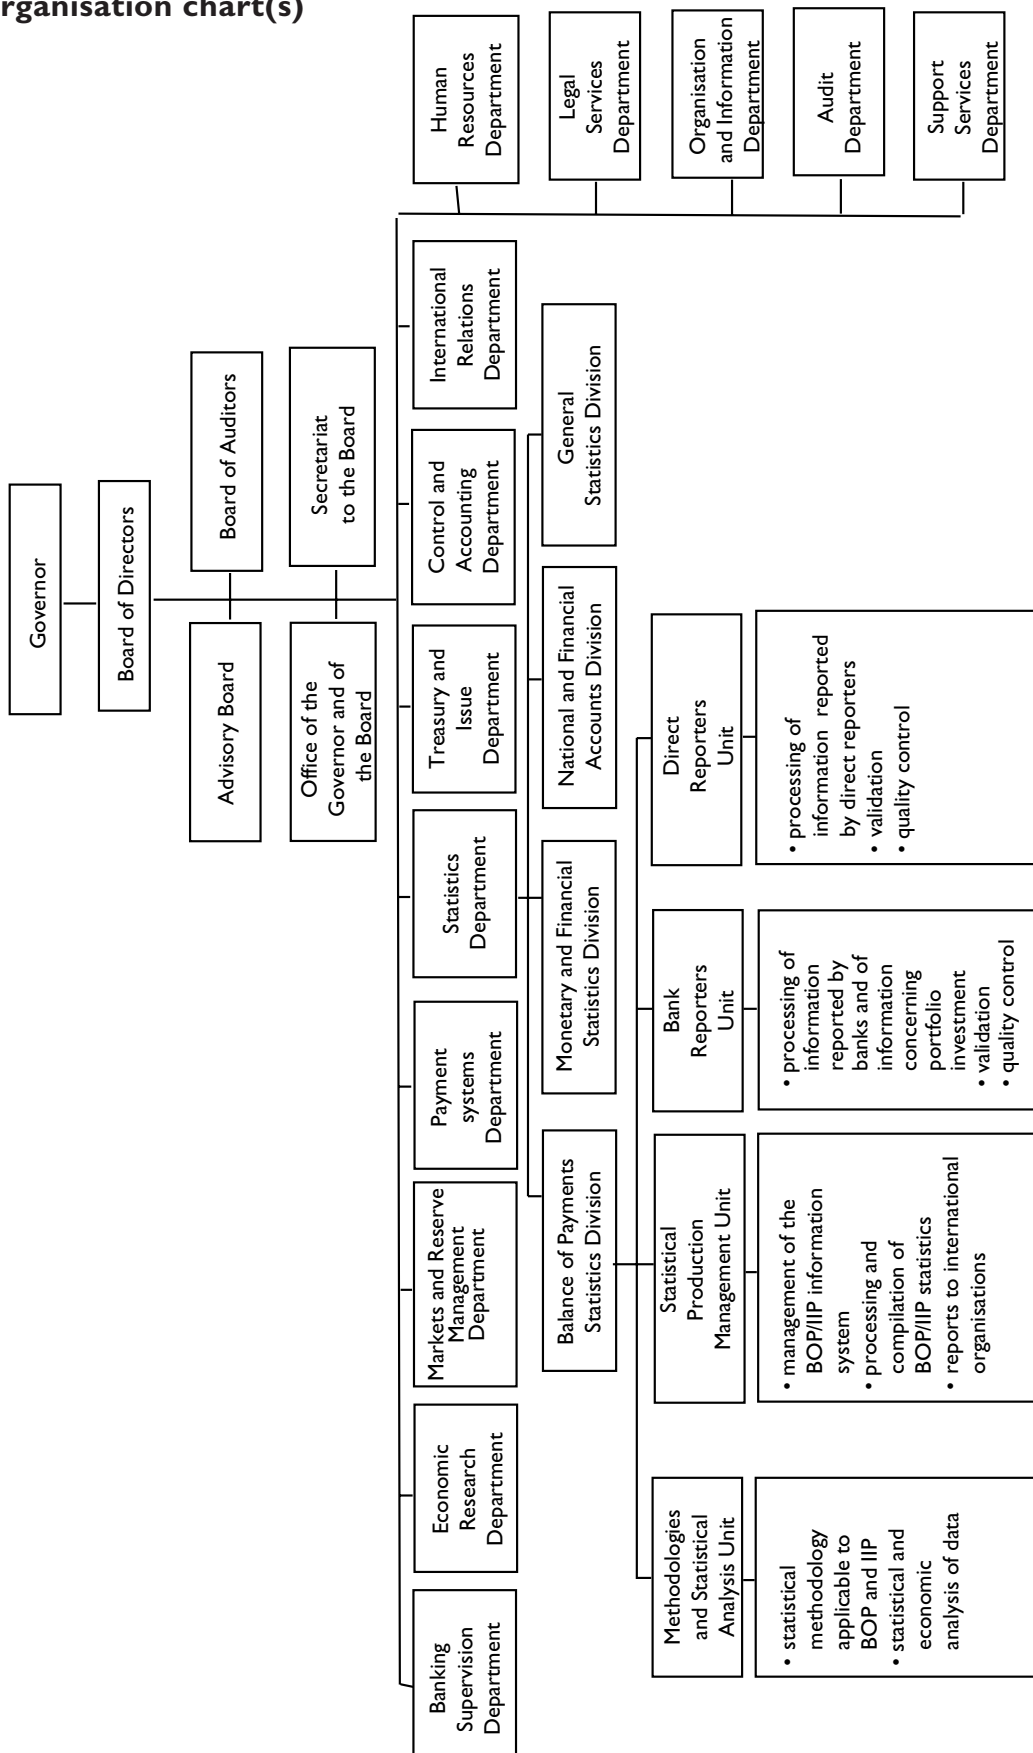 rganisation chart(s)
Governor
Board of Directors
Advisory Board
Board of Auditors
Office of the
Governor and of
the Board
Secretariat
to the Board
Banking
Supervision
Department
Economic
Research
Department
Markets and Reserve
Management
Department
Payment
systems
Department
Statistics
Department
Treasury and
Issue
Department
Control and
Accounting
Department
International
Relations
Department
Human
Resources
Department
Legal
Services
Department
Organisation
and Information
Department
Audit
Department
Support
Services
Department
Balance of Payments
Statistics Division
Monetary and Financial
Statistics Division
National and Financial
Accounts Division
General
Statistics Division
Methodologies
and Statistical
Analysis Unit
Statistical
Production
Management Unit
Bank
Reporters
Unit
Direct
Reporters
Unit
• statistical
methodology
applicable to
BOP and IIP
• statistical and
economic
analysis of data
• management of the
BOP/IIP information
system
• processing and
compilation of
BOP/IIP statistics
• reports to international
organisations
• processing of
information
reported by
banks and of
information
concerning
portfolio
investment
• validation
• quality control
• processing of
information reported
by direct reporters
• validation
• quality control